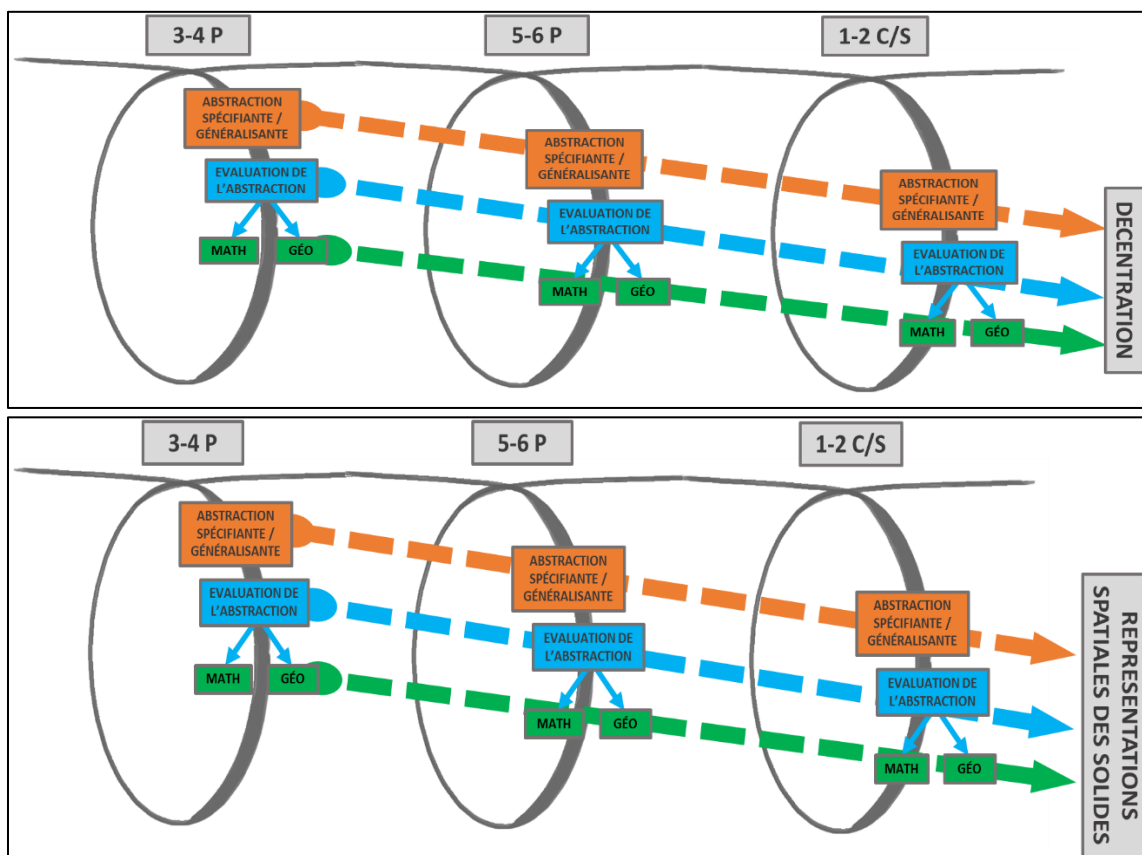 3-4 P
5-6 P
1-2 C/S
ABSTRACTION
SPÉCIFIANTE /
GÉNÉRALISANTE
EVALUATION DE
L'ABSTRACTION
MATH
GÉO
ABSTRACTION
SPÉCIFIANTE /
GÉNÉRALISANTE
EVALUATION DE
L'ABSTRACTION
MATH
GÉO
ABSTRACTION
SPÉCIFIANTE /
GÉNÉRALISANTE
EVALUATION DE
L'ABSTRACTION
MATH
GÉO
DECENTRATION
3-4 P
5-6 P
1-2 C/S
ABSTRACTION
SPÉCIFIANTE /
GÉNÉRALISANTE
EVALUATION DE
L'ABSTRACTION
MATH
GÉO
ABSTRACTION
SPÉCIFIANTE /
GÉNÉRALISANTE
EVALUATION DE
L'ABSTRACTION
MATH
GÉO
ABSTRACTION
SPÉCIFIANTE /
GÉNÉRALISANTE
EVALUATION DE
L'ABSTRACTION
MATH
GÉO
REPRESENTATIONS
SPATIALES DES SOLIDES